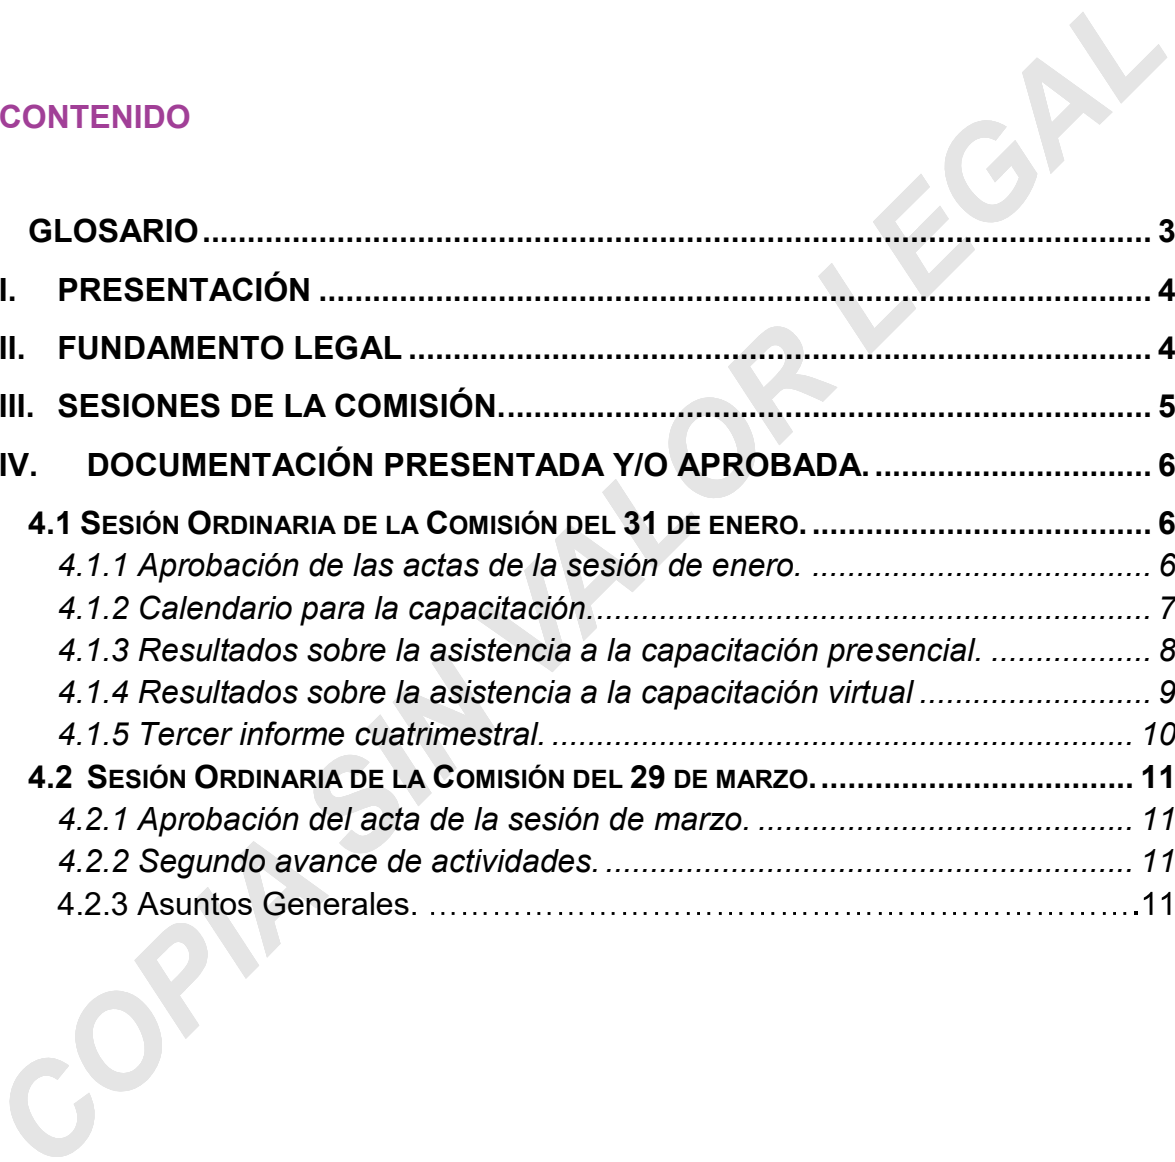 CONTENIDO
GLOSARIO........................................................................................................... 3
I. PRESENTACIÓN .............................................................................................. 4
II. FUNDAMENTO LEGAL .................................................................................... 4
III. SESIONES DE LA COMISIÓN.......................................................................... 5
IV. DOCUMENTACIÓN PRESENTADA Y/O APROBADA. ............................... 6
4.1 SESIÓN ORDINARIA DE LA COMISIÓN DEL 31 DE ENERO. ...................................... 6
4.1.1 Aprobación de las actas de la sesión de enero. ...................................... 6
4.1.2 Calendario para la capacitación............................................................... 7
4.1.3 Resultados sobre la asistencia a la capacitación presencial. .................. 8
4.1.4 Resultados sobre la asistencia a la capacitación virtual .......................... 9
4.1.5 Tercer informe cuatrimestral. ................................................................. 10
4.2 SESIÓN ORDINARIA DE LA COMISIÓN DEL 29 DE MARZO. ................................... 11
4.2.1 Aprobación del acta de la sesión de marzo. .......................................... 11
4.2.2 Segundo avance de actividades. ........................................................... 11
4.2.3 Asuntos Generales. ……………………………………………………………….11
COPIA SIN VALOR LEGAL